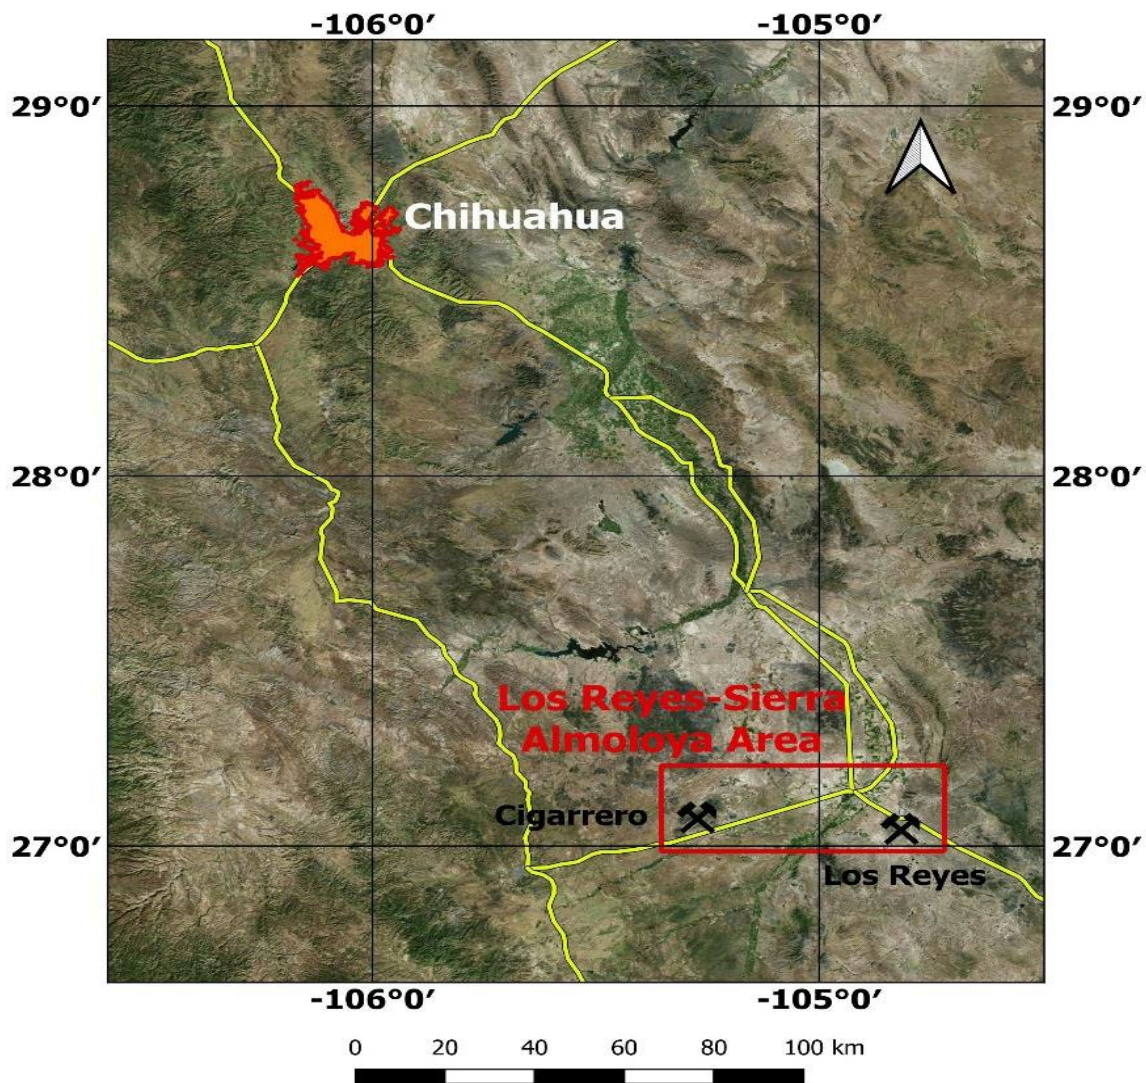 -106°0′ -105°0′
29°0′ 29°0′
Chihuahua
28°0′ 28°0′
Los Reyes-Sierra
Almoloya Area
Cigarrero
27°0′ 27°0′
Los Reyes
-106°0′ -105°0′
0 20 40 60 80 100 km